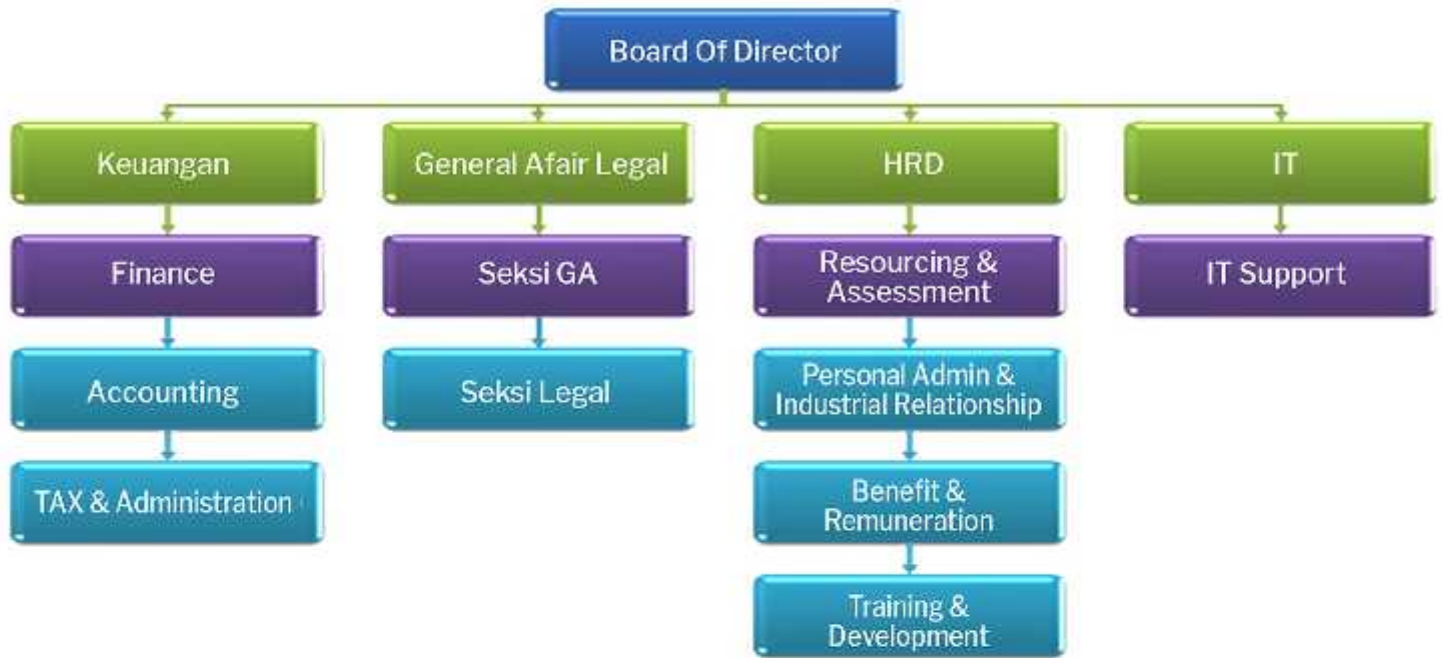 Board Of Director
Keuangan
General Afair Legal
HRD
IT
Finance
Seksi GA
Resourcing &
Assessment
IT Support
Accounting
Seksi Legal
Personal Admin &
Industrial Relationship
TAX & Administration
Benefit &
Remuneration
Training &
Development